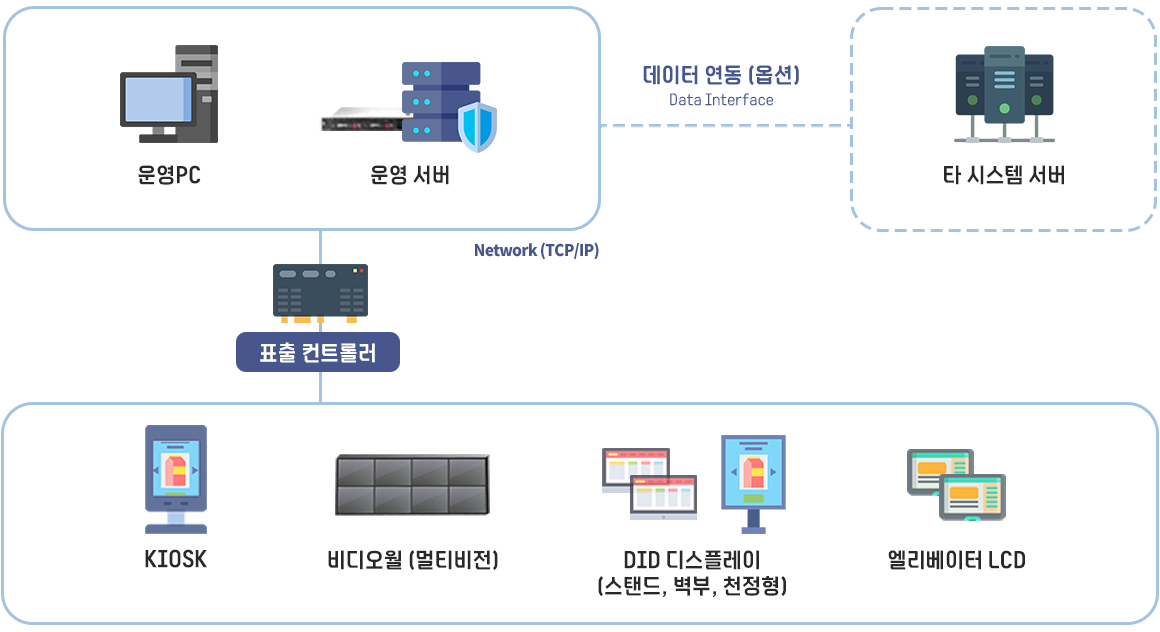 데이터 연동 (옵션)
Data Interface
운영PC
운영 서버
타 시스템 서버
Network (TCP/IP)
표출 컨트롤러
KIOSK
비디오월 (멀티비전)
DID 디스플레이
(스탠드, 벽부, 천정형)
엘리베이터 LCD